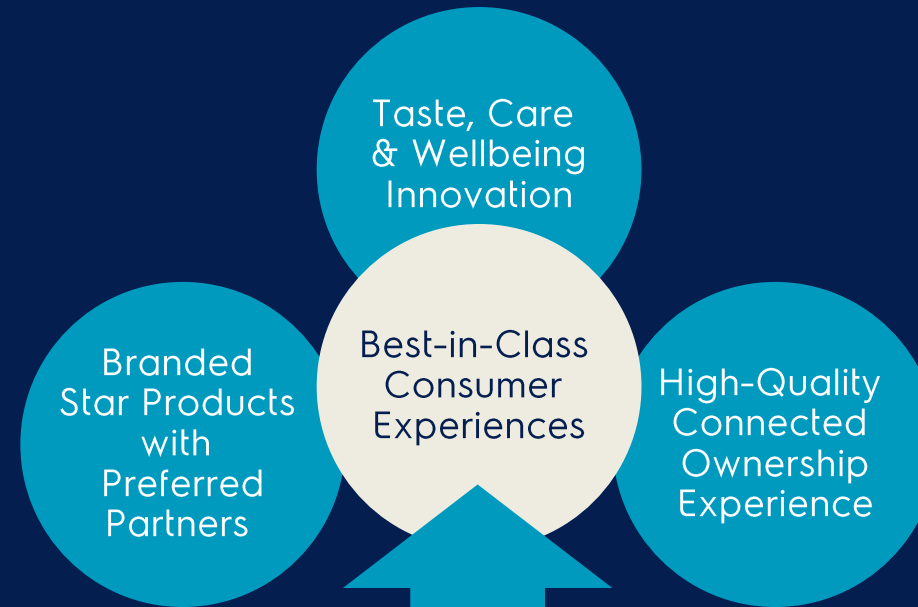 Taste, Care
& Wellbeing
Innovation
Best-in-Class
Consumer
Experiences
Branded
Star Products
with
Preferred
Partners
High-Quality
Connected
Ownership
Experience